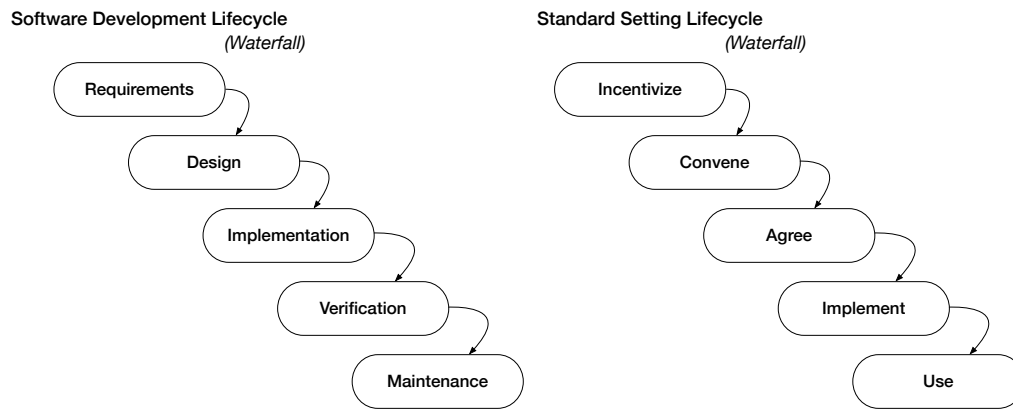 Software Development Lifecycle
(Waterfall)
Requirements
Design
Implementation
Verification
Maintenance
Standard Setting Lifecycle
(Waterfall)
Incentivize
Convene
Agree
Implement
Use